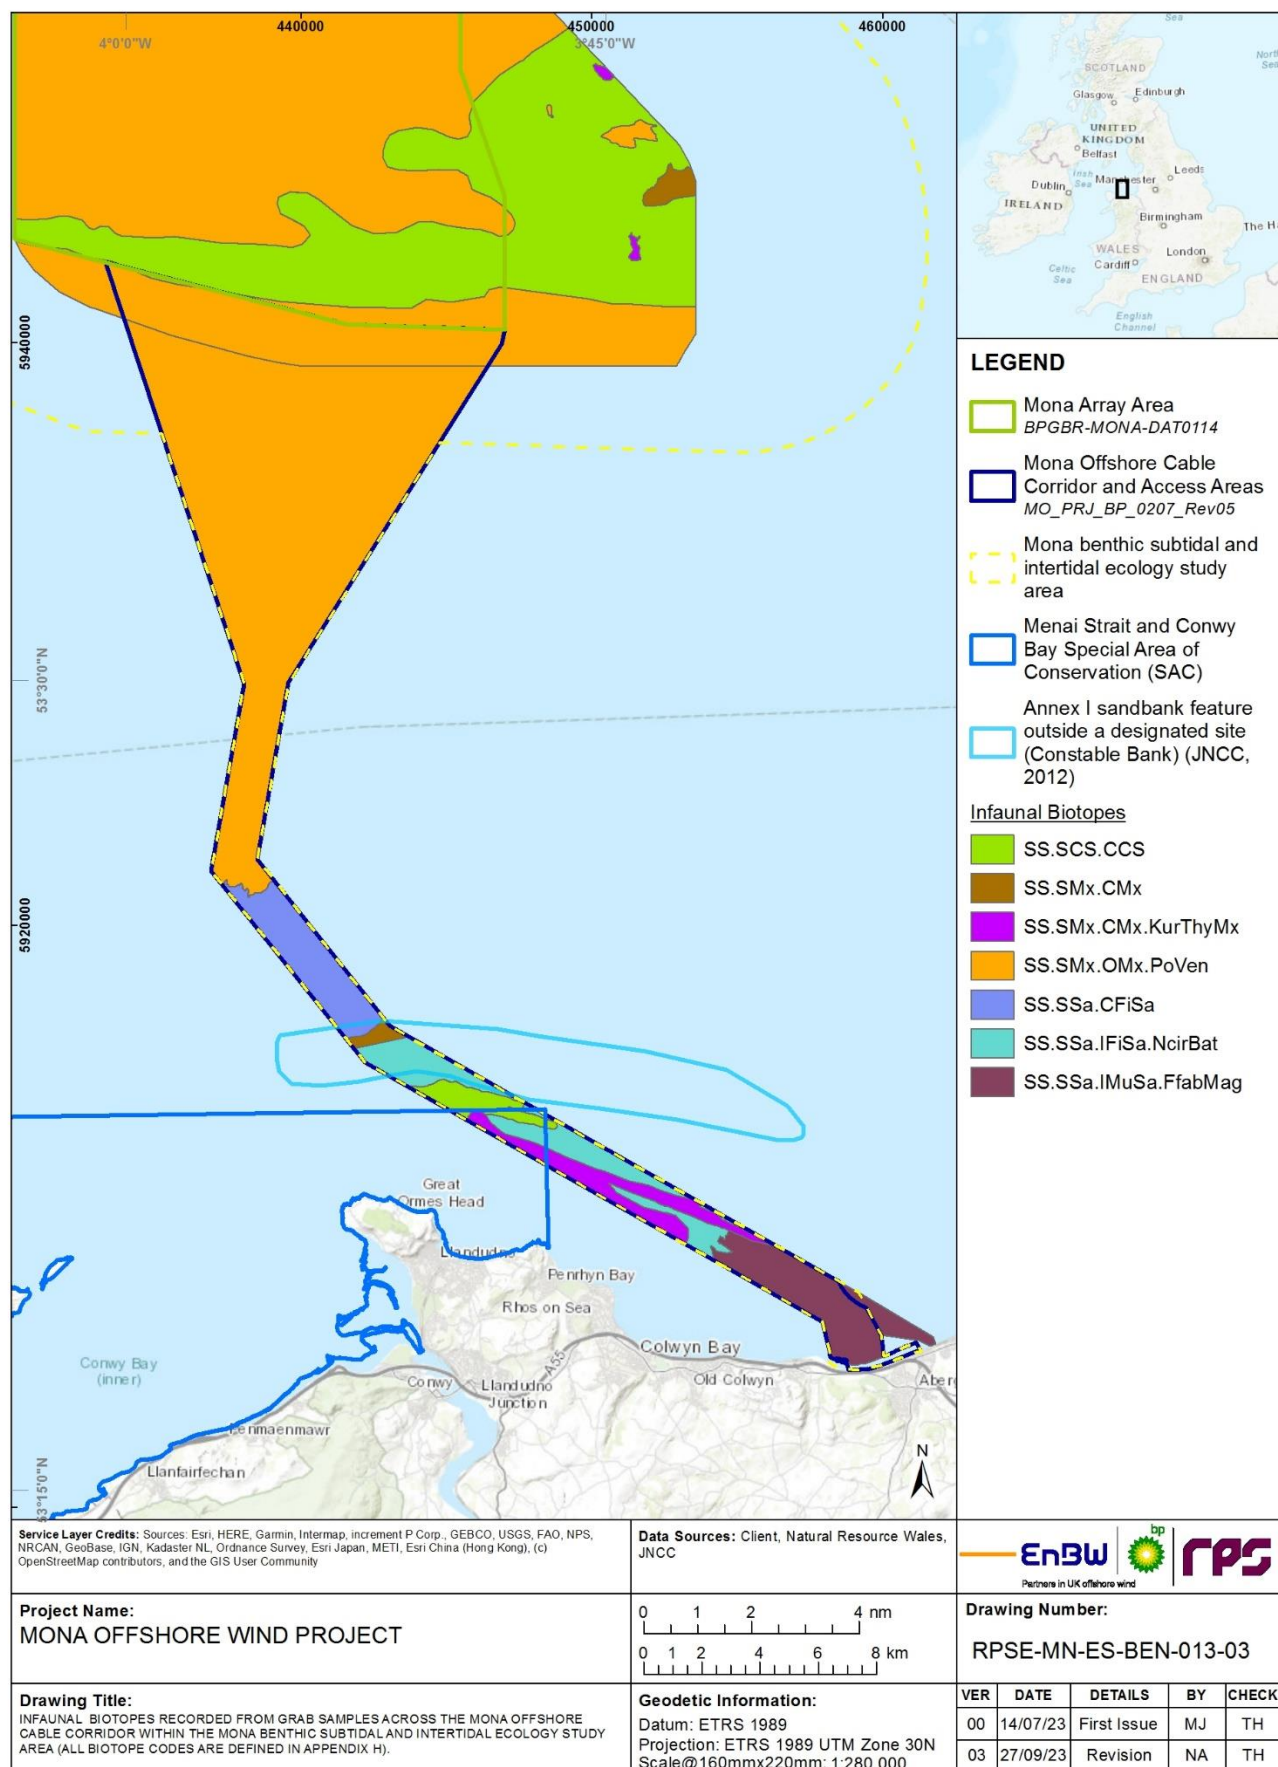 440000
450000
460000
4°0'0"W
3°45'0"W
5940000
53°30'0"N
5920000
53°15'0"N
Great
Ormes Head
Llandudno
Penrhyn Bay
Rhos on Sea
Colwyn Bay
Old Colwyn
Conwy Bay
(inner)
Conwy
A55
Llandudno
Junction
Penmaenmawr
Llanfairfechan
N
Sea
SCOTLAND
Glasgow
Edinburgh
UNITED
KINGDOM
Belfast
Irish
Sea
Dublin
Manchester
Leeds
IRELAND
Birmingham
WALES
Cardiff
London
ENGLAND
Celtic
Sea
English
Channel
LEGEND
Mona Array Area
BPGBR-MONA-DAT0114
Mona Offshore Cable
Corridor and Access Areas
MO_PRJ_BP_0207_Rev05
Mona benthic subtidal and
intertidal ecology study
area
Menai Strait and Conwy
Bay Special Area of
Conservation (SAC)
Annex I sandbank feature
outside a designated site
(Constable Bank) (JNCC,
2012)
Infaunal Biotopes
SS.SCS.CCS
SS.SMx.CMx
SS.SMx.CMx.KurThyMx
SS.SMx.OMx.PoVen
SS.SSa.CFiSa
SS.SSa.IFiSa.NcirBat
SS.SSa.IMuSa.FfabMag
Service Layer Credits: Sources: Esri, HERE, Garmin, Intermap, increment P Corp., GEBCO, USGS, FAO, NPS,
NRCAN, GeoBase, IGN, Kadaster NL, Ordnance Survey, Esri Japan, METI, Esri China (Hong Kong), (c)
OpenStreetMap contributors, and the GIS User Community
Data Sources: Client, Natural Resource Wales,
JNCC
EnBW
Partners in UK offshore wind
bp
rps
Project Name:
MONA OFFSHORE WIND PROJECT
0 1 2 4 nm
0 1 2 4 6 8 km
Drawing Number:
RPSE-MN-ES-BEN-013-03
Drawing Title:
INFAUNAL BIOTOPES RECORDED FROM GRAB SAMPLES ACROSS THE MONA OFFSHORE
CABLE CORRIDOR WITHIN THE MONA BENTHIC SUBTIDAL AND INTERTIDAL ECOLOGY STUDY
AREA (ALL BIOTOPE CODES ARE DEFINED IN APPENDIX H).
Geodetic Information:
Datum: ETRS 1989
Projection: ETRS 1989 UTM Zone 30N
Scale@160mmx220mm: 1:280,000
VER DATE DETAILS BY CHECK
00 14/07/23 First Issue MJ TH
03 27/09/23 Revision NA TH